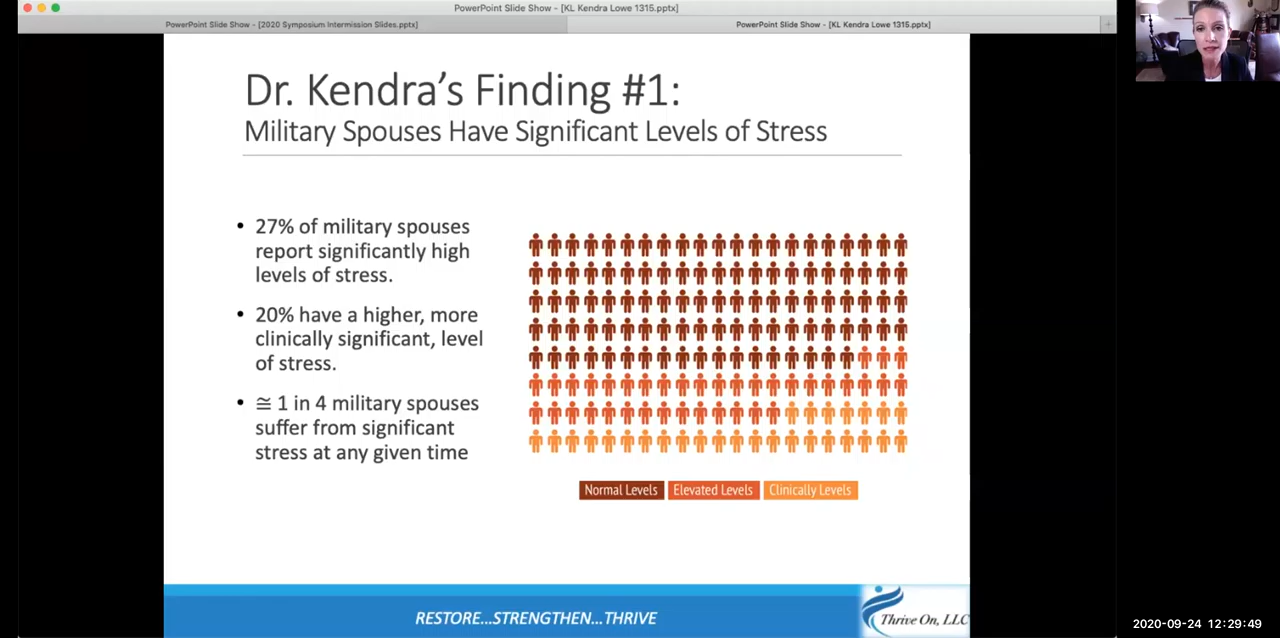 PowerPoint Slide Show - [KL Kendra Lowe 1315.pptx]
PowerPoint Slide Show - [2020 Symposium Intermission Slides.pptx]
PowerPoint Slide Show - [KL Kendra Lowe 1315.pptx]
+
Dr. Kendra's Finding #1:
Military Spouses Have Significant Levels of Stress
• 27% of military spouses
report significantly high
levels of stress.
• 20% have a higher, more
clinically significant, level
of stress.
• ≅ 1 in 4 military spouses
suffer from significant
stress at any given time
Normal Levels
Elevated Levels
Clinically Levels
RESTORE...STRENGTHEN...THRIVE
Thrive On, LLC
2020-09-24 12:29:49